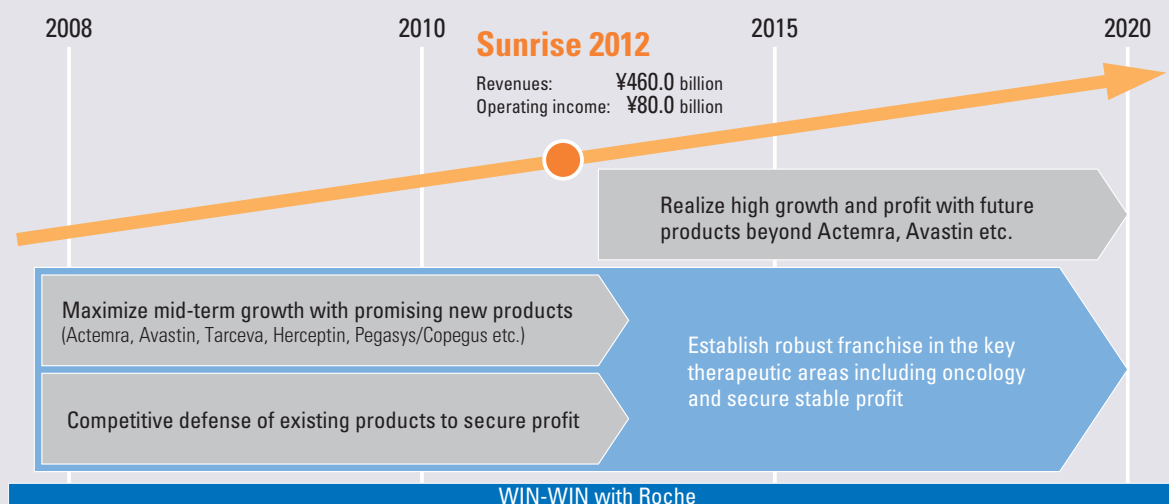 2008
2010
2015
2020
Sunrise 2012
Revenues: ¥460.0 billion
Operating income: ¥80.0 billion
Realize high growth and profit with future
products beyond Actemra, Avastin etc.
Maximize mid-term growth with promising new products
(Actemra, Avastin, Tarceva, Herceptin, Pegasys/Copegus etc.)
Establish robust franchise in the key
therapeutic areas including oncology
and secure stable profit
Competitive defense of existing products to secure profit
WIN-WIN with Roche